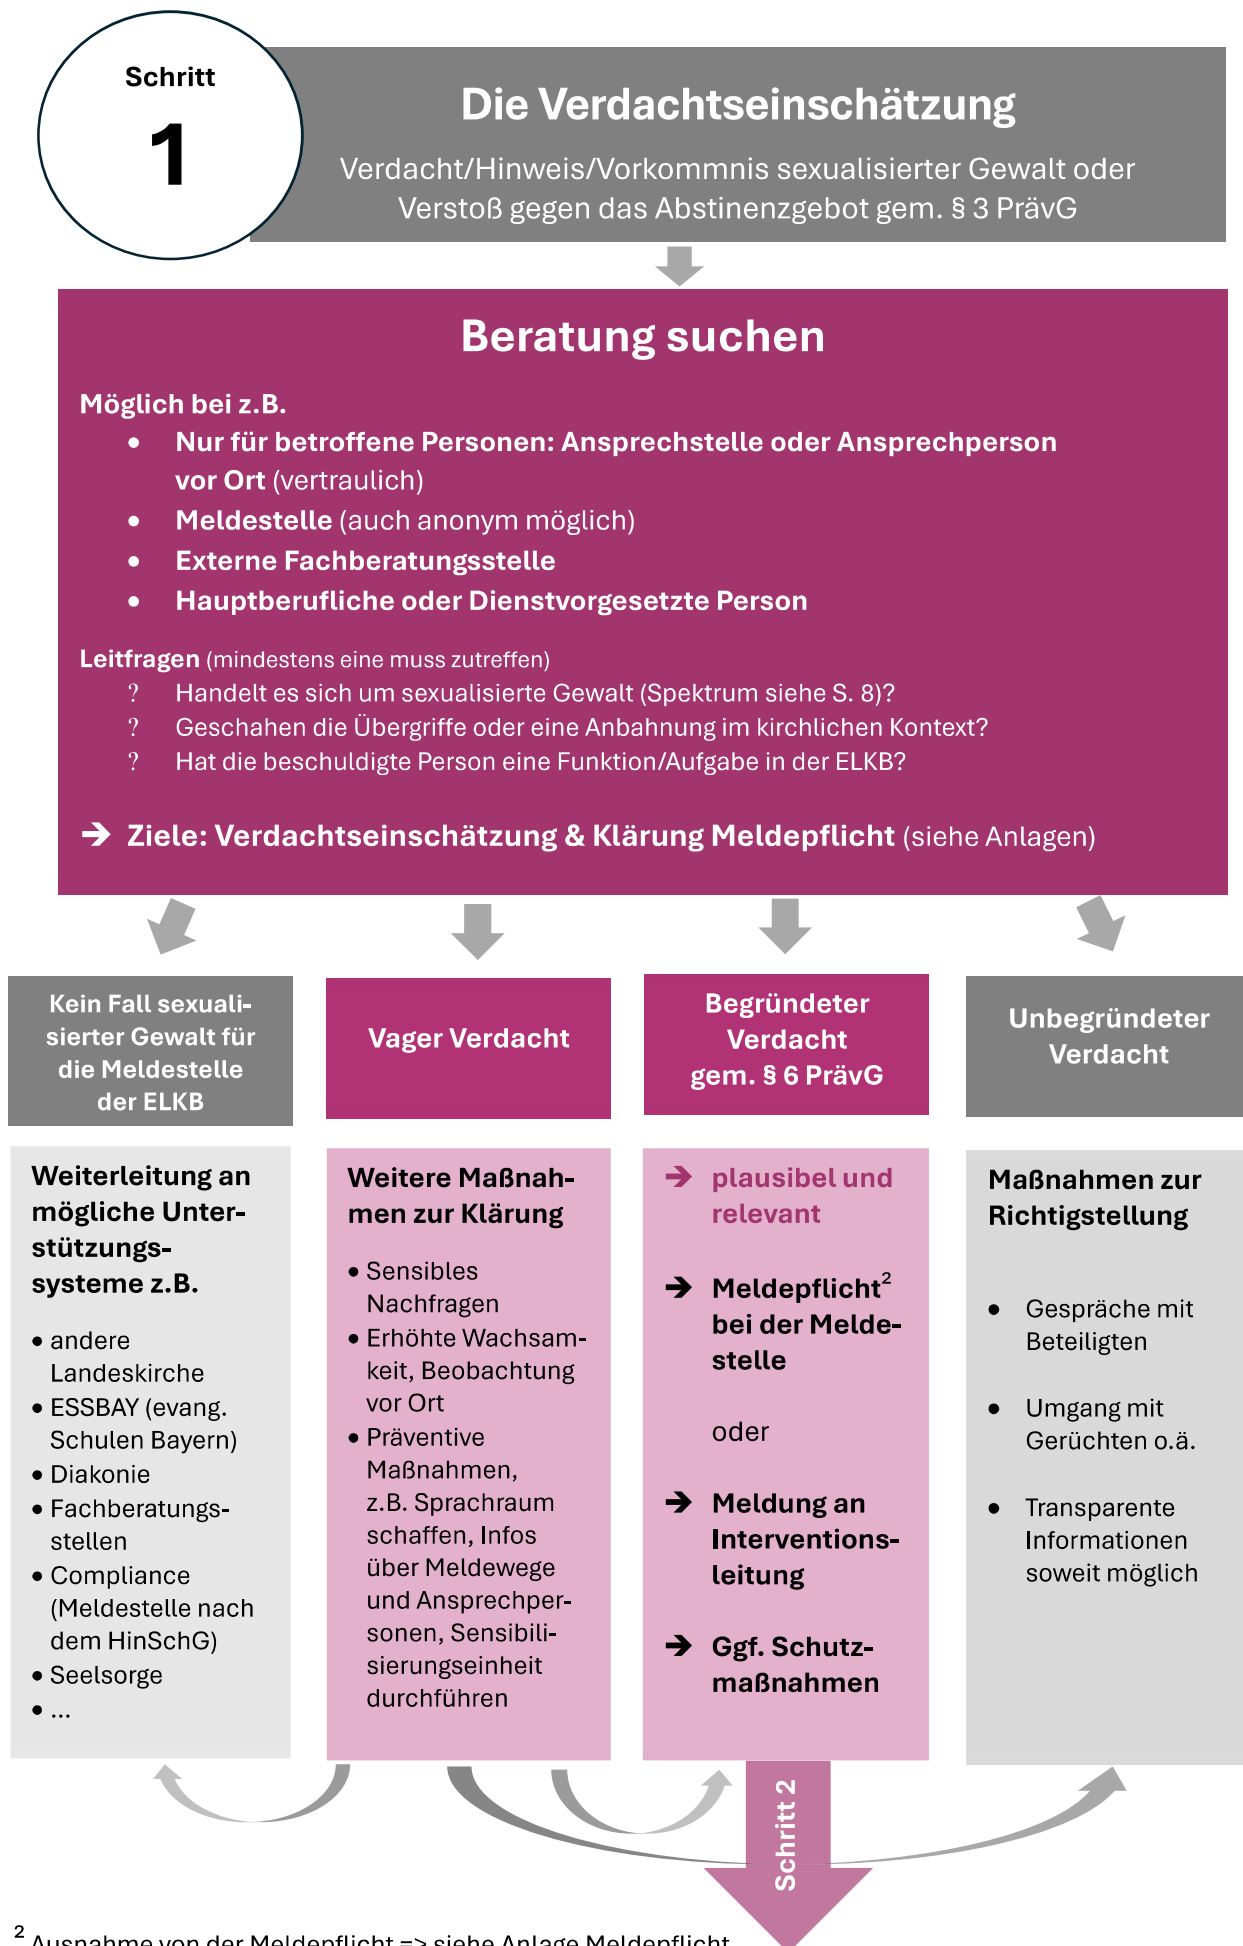 Schritt
1
Die Verdachtseinschätzung
Verdacht/Hinweis/Vorkommnis sexualisierter Gewalt oder
Verstoß gegen das Abstinenzgebot gem. § 3 PrävG
Beratung suchen
Möglich bei z.B.
• Nur für betroffene Personen: Ansprechstelle oder Ansprechperson
vor Ort (vertraulich)
• Meldestelle (auch anonym möglich)
• Externe Fachberatungsstelle
• Hauptberufliche oder Dienstvorgesetzte Person
Leitfragen (mindestens eine muss zutreffen)
? Handelt es sich um sexualisierte Gewalt (Spektrum siehe S. 8)?
? Geschahen die Übergriffe oder eine Anbahnung im kirchlichen Kontext?
? Hat die beschuldigte Person eine Funktion/Aufgabe in der ELKB?
➔ Ziele: Verdachtseinschätzung & Klärung Meldepflicht (siehe Anlagen)
Kein Fall sexuali-
sierter Gewalt für
die Meldestelle
der ELKB
Weiterleitung an
mögliche Unter-
stützungs-
systeme z.B.
• andere
Landeskirche
• ESSBAY (evang.
Schulen Bayern)
• Diakonie
• Fachberatungs-
stellen
• Compliance
(Meldestelle nach
dem HinSchG)
• Seelsorge
• ...
Vager Verdacht
Weitere Maßnah-
men zur Klärung
• Sensibles
Nachfragen
• Erhöhte Wachsam-
keit, Beobachtung
vor Ort
• Präventive
Maßnahmen,
z.B. Sprachraum
schaffen, Infos
über Meldewege
und Ansprechper-
sonen, Sensibili-
sierungseinheit
durchführen
Begründeter
Verdacht
gem. § 6 PrävG
➔ plausibel und
relevant
➔ Meldepflicht²
bei der Melde-
stelle
oder
➔ Meldung an
Interventions-
leitung
➔ Ggf. Schutz-
maßnahmen
Unbegründeter
Verdacht
Maßnahmen zur
Richtigstellung
• Gespräche mit
Beteiligten
• Umgang mit
Gerüchten o.ä.
• Transparente
Informationen
soweit möglich
Schritt 2
² Ausnahme von der Meldepflicht => siehe Anlage Meldepflicht